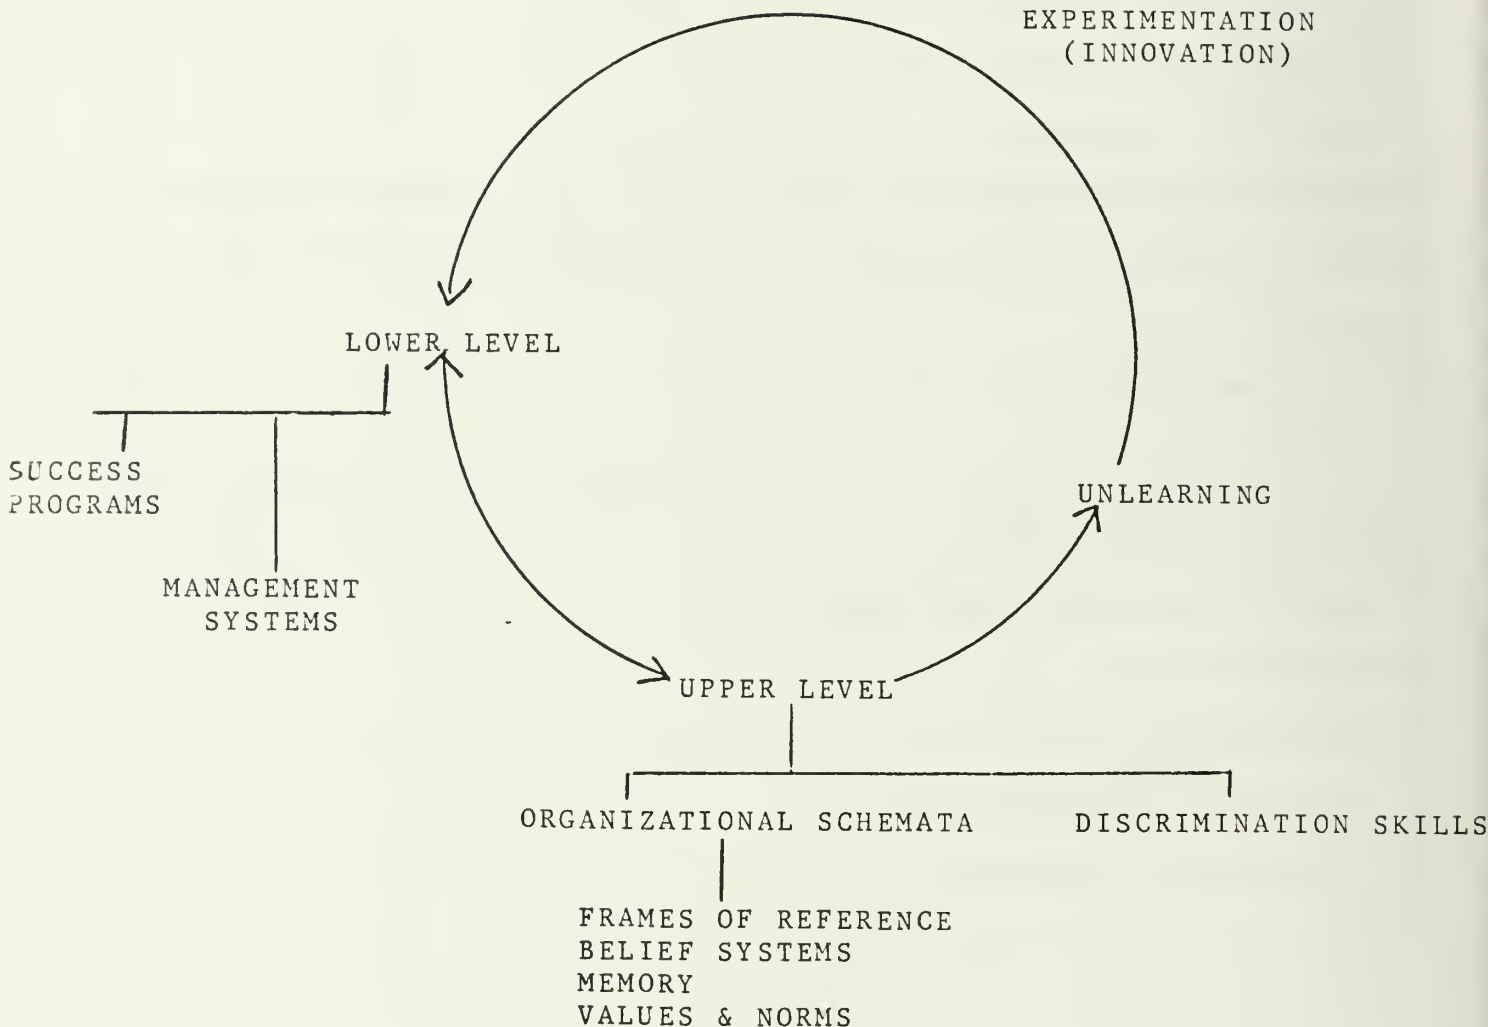 EXPERIMENTATION
(INNOVATION)
LOWER LEVEL
SUCCESS
PROGRAMS
UNLEARNING
MANAGEMENT
SYSTEMS
UPPER LEVEL
ORGANIZATIONAL SCHEMATA
DISCRIMINATION SKILLS
FRAMES OF REFERENCE
BELIEF SYSTEMS
MEMORY
VALUES & NORMS